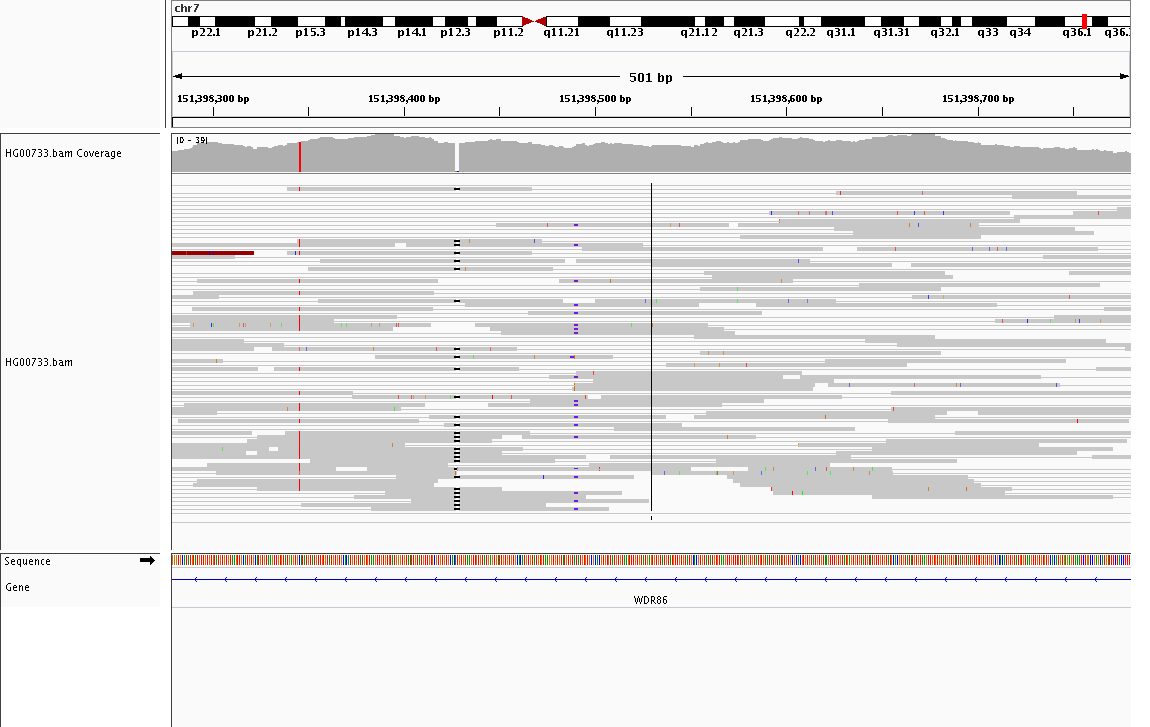 chr7
p22.1 p21.2 p15.3 p14.3 p14.1 p12.3 p11.2 q11.21 q11.23 q21.12 q21.3 q22.2 q31.1 q31.31 q32.1 q33 q34 q36.1 q36.
501 bp
151,398,300 bp 151,398,400 bp 151,398,500 bp 151,398,600 bp 151,398,700 bp
[0 - 39]
HG00733.bam Coverage
HG00733.bam
Sequence
Gene
WDR86